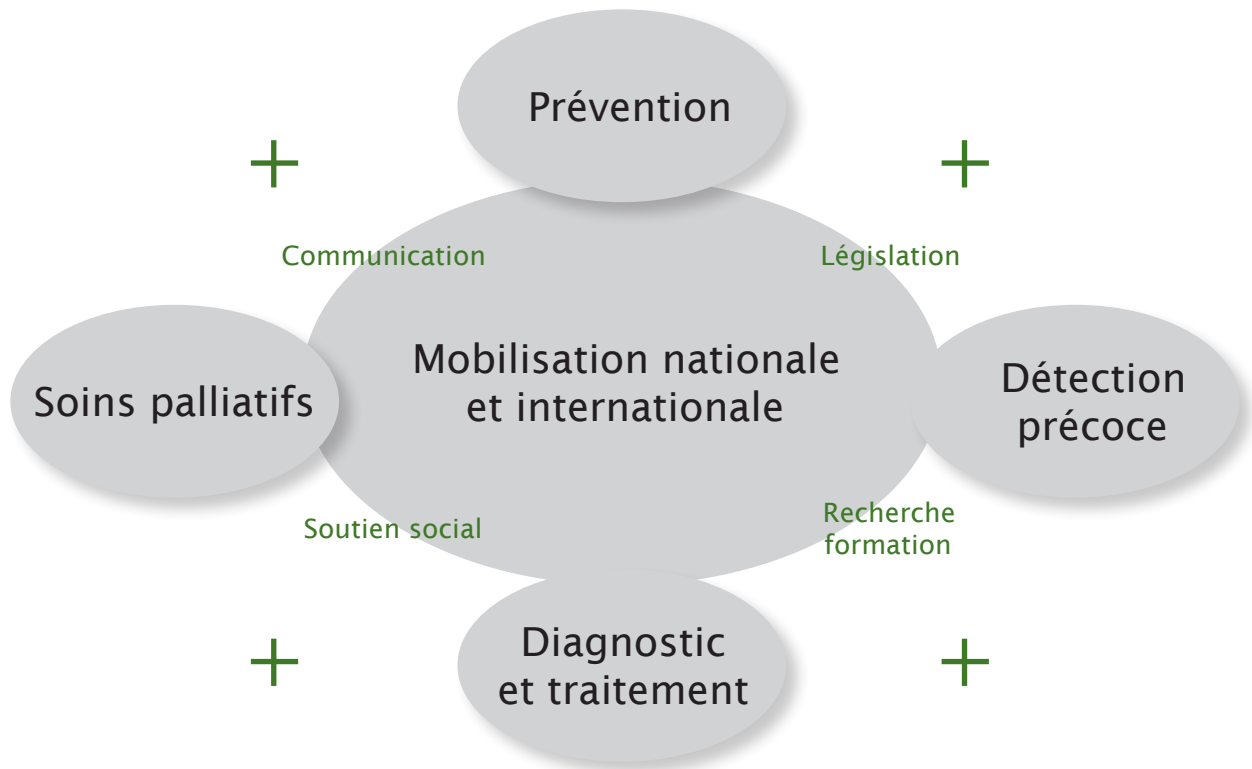 Prévention
+
+
Communication
Législation
Mobilisation nationale
et internationale
Soins palliatifs
Détection
précoce
Soutien social
Recherche
formation
+
+
Diagnostic
et traitement